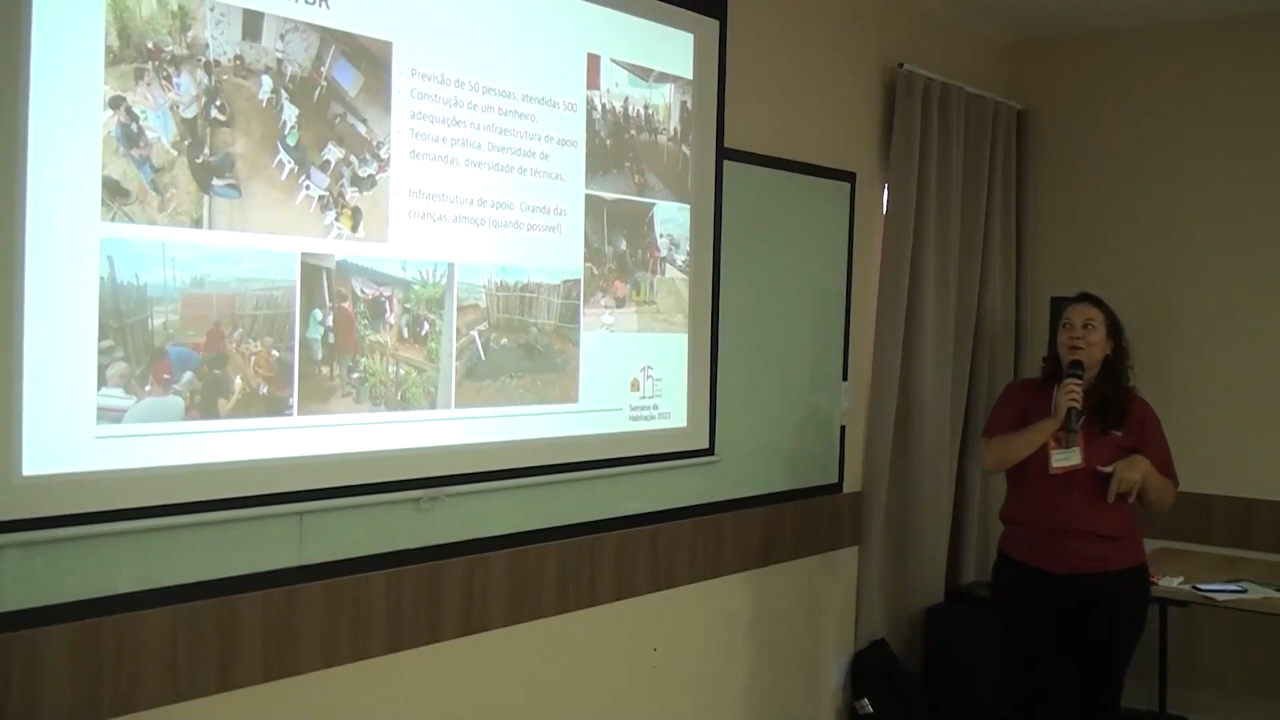 Previsão de 50 pessoas, atendidas 500
Construção de um banheiro;
adequações na infraestrutura de apoio
Teoria e prática, Diversidade de
demandas, diversidade de técnicas;
Infraestrutura de apoio: Ciranda das
crianças, almoço (quando possível)
15
Semana da
Habitação 2023